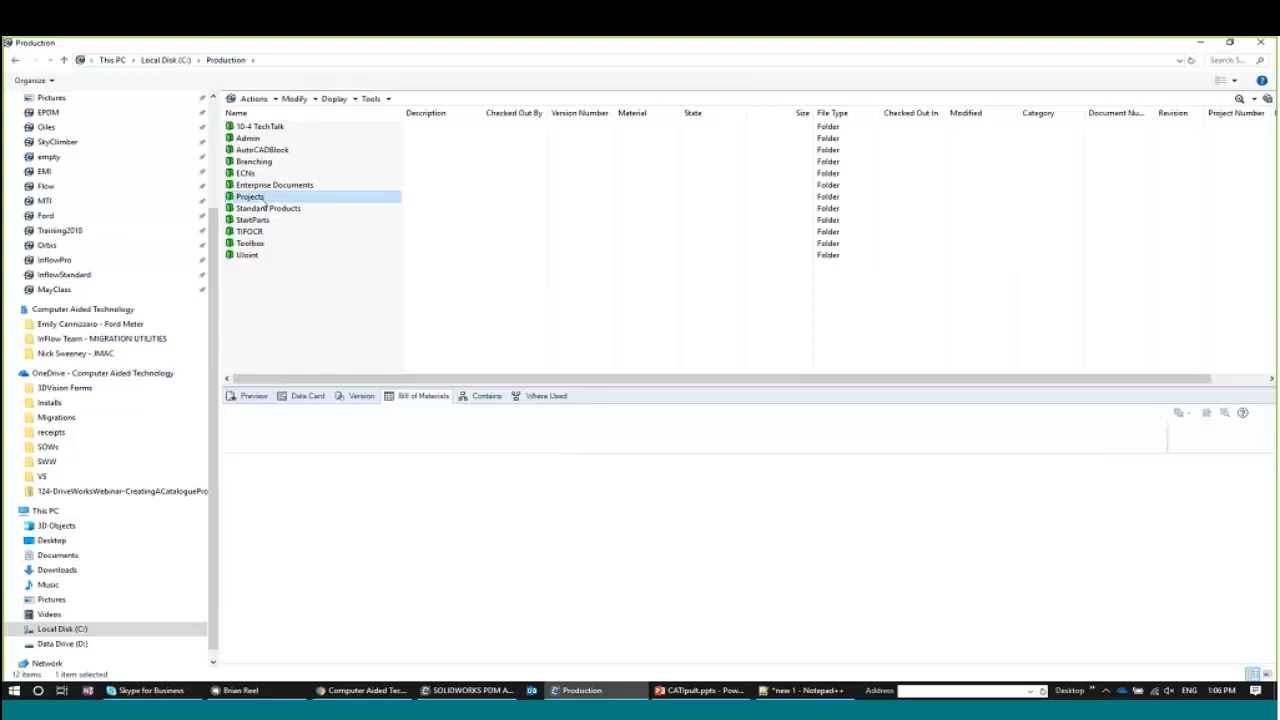 Production
This PC > Local Disk (C:) > Production >
Search S...
Organize
Pictures
EPDM
Oiles
SkyClimber
empty
EMI
Flow
MTI
Ford
Training2018
Orbis
InflowPro
InflowStandard
MayClass
Computer Aided Technology
Emily Cannizzaro - Ford Meter
InFlow Team - MIGRATION UTILITIES
Nick Sweeney - JMAC
OneDrive - Computer Aided Technology
3DVision Forms
Installs
Migrations
receipts
SOWs
SWW
VS
124-DriveWorksWebinar-CreatingACataloguePro
This PC
3D Objects
Desktop
Documents
Downloads
Music
Pictures
Videos
Local Disk (C:)
Data Drive (D:)
Network
Actions Modify Display Tools
Name Description Checked Out By Version Number Material State Size File Type Checked Out In Modified Category Document Nu... Revision Project Number
10-4 TechTalk Folder
Admin Folder
AutoCADBlock Folder
Branching Folder
ECNs Folder
Enterprise Documents Folder
Projects Folder
Standard Products Folder
StartParts Folder
TIFOCR Folder
Toolbox Folder
UJoint Folder
Preview Data Card Version Bill of Materials Contains Where Used
12 items 1 item selected
Skype for Business Brian Reel Computer Aided Tec... SOLIDWORKS PDM A... Production CATIpult.pptx - Pow... *new 1 - Notepad++ Address Desktop ENG 1:06 PM